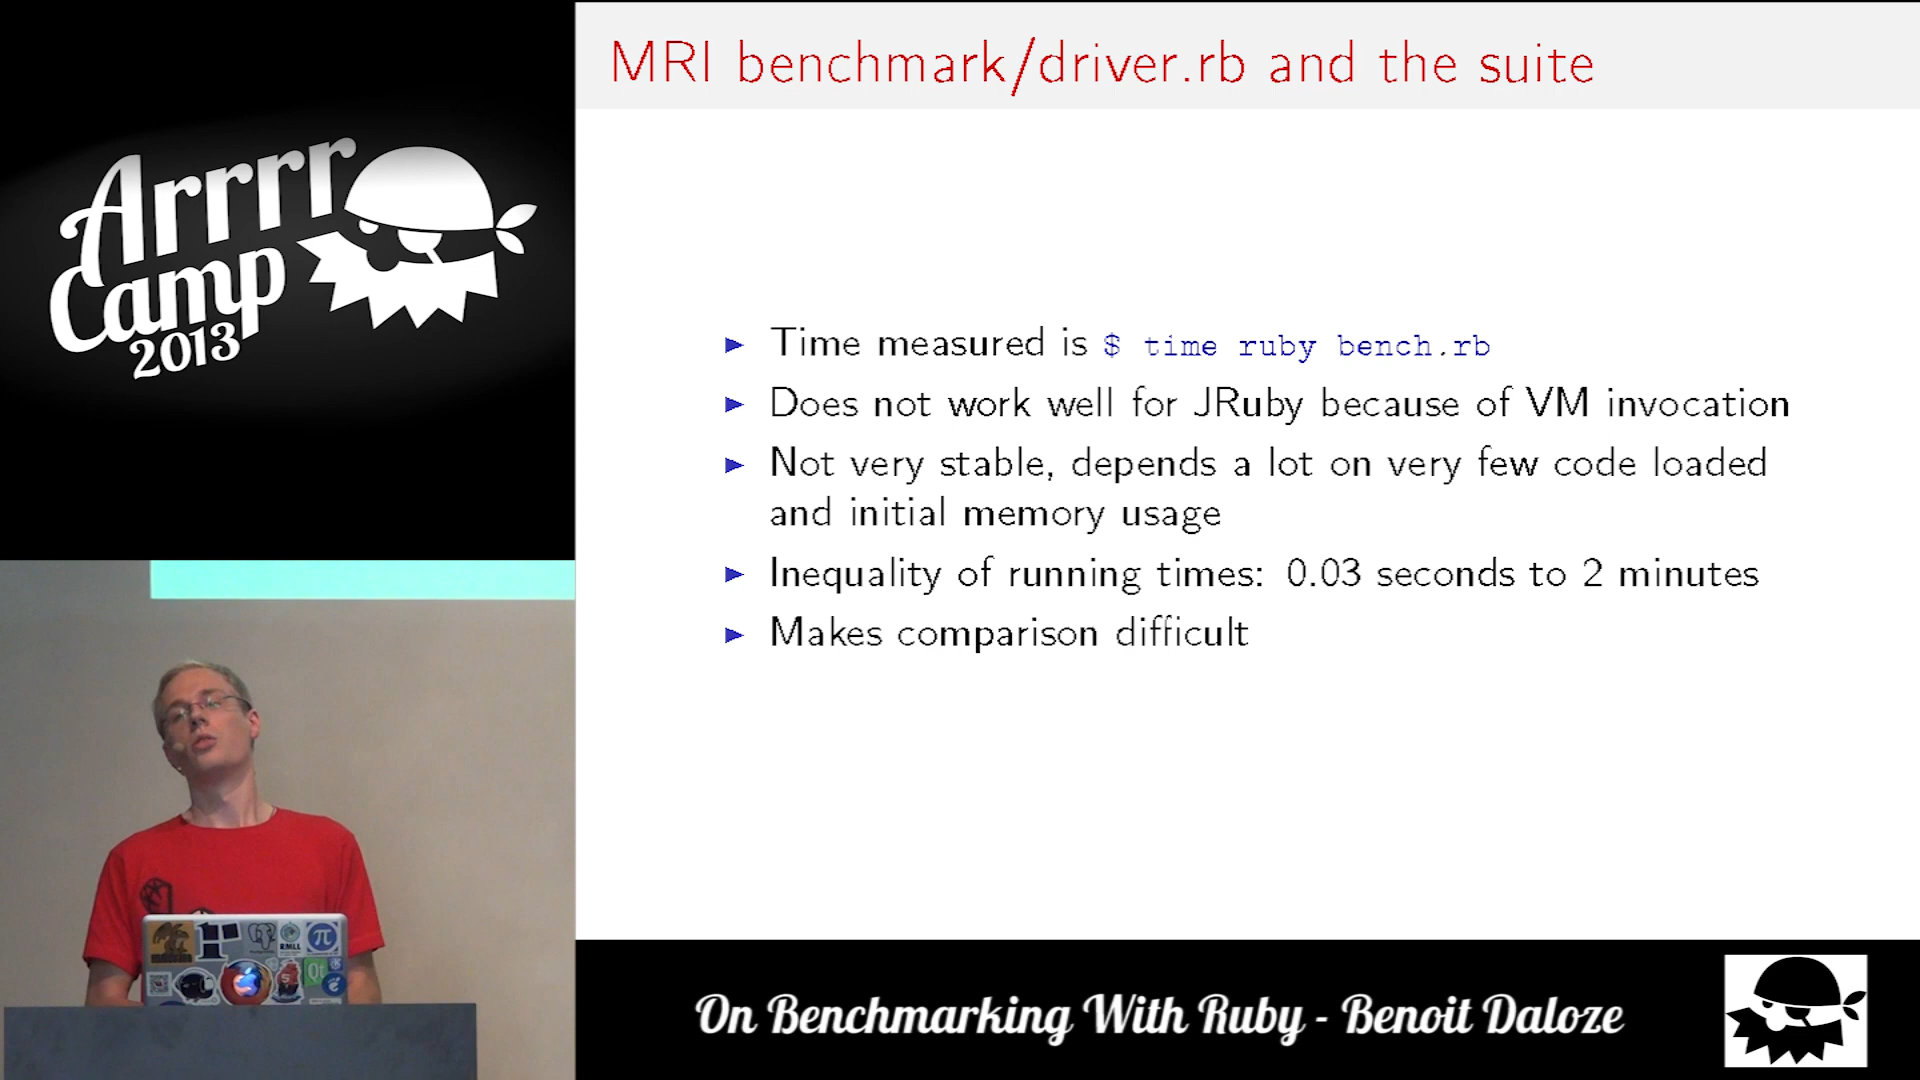 MRI benchmark/driver.rb and the suite
Arrrr
Camp
2013
Time measured is $ time ruby bench.rb
Does not work well for JRuby because of VM invocation
Not very stable, depends a lot on very few code loaded
and initial memory usage
Inequality of running times: 0.03 seconds to 2 minutes
Makes comparison difficult
RMLL
π
Qt
On Benchmarking With Ruby - Benoit Daloze